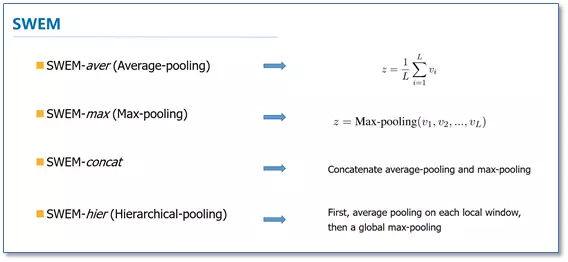 SWEM
SWEM-aver (Average-pooling)
z = \frac{1}{L} \sum_{i=1}^{L} v_i
SWEM-max (Max-pooling)
z = Max-pooling(v_1, v_2, ..., v_L)
SWEM-concat
Concatenate average-pooling and max-pooling
SWEM-hier (Hierarchical-pooling)
First, average pooling on each local window,
then a global max-pooling